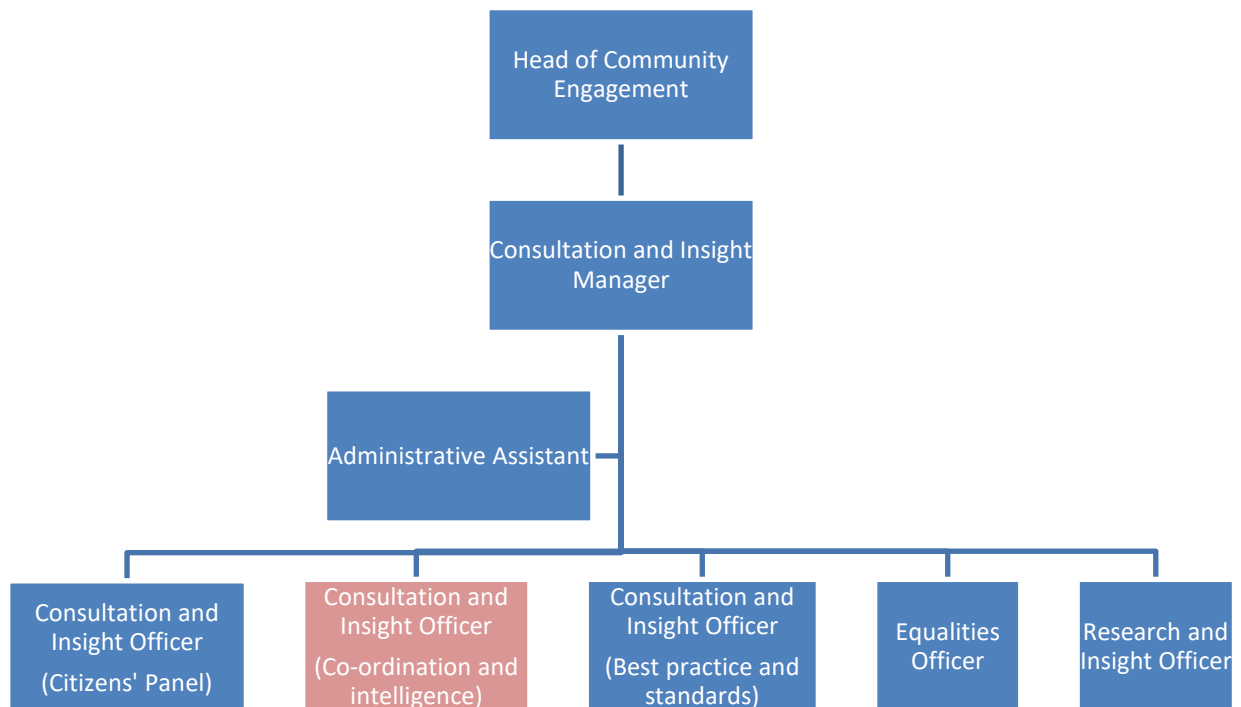 Head of Community
Engagement
Consultation and Insight
Manager
Administrative Assistant
Consultation and
Insight Officer
(Citizens' Panel)
Consultation and
Insight Officer
(Co-ordination and
intelligence)
Consultation and
Insight Officer
(Best practice and
standards)
Equalities
Officer
Research and
Insight Officer